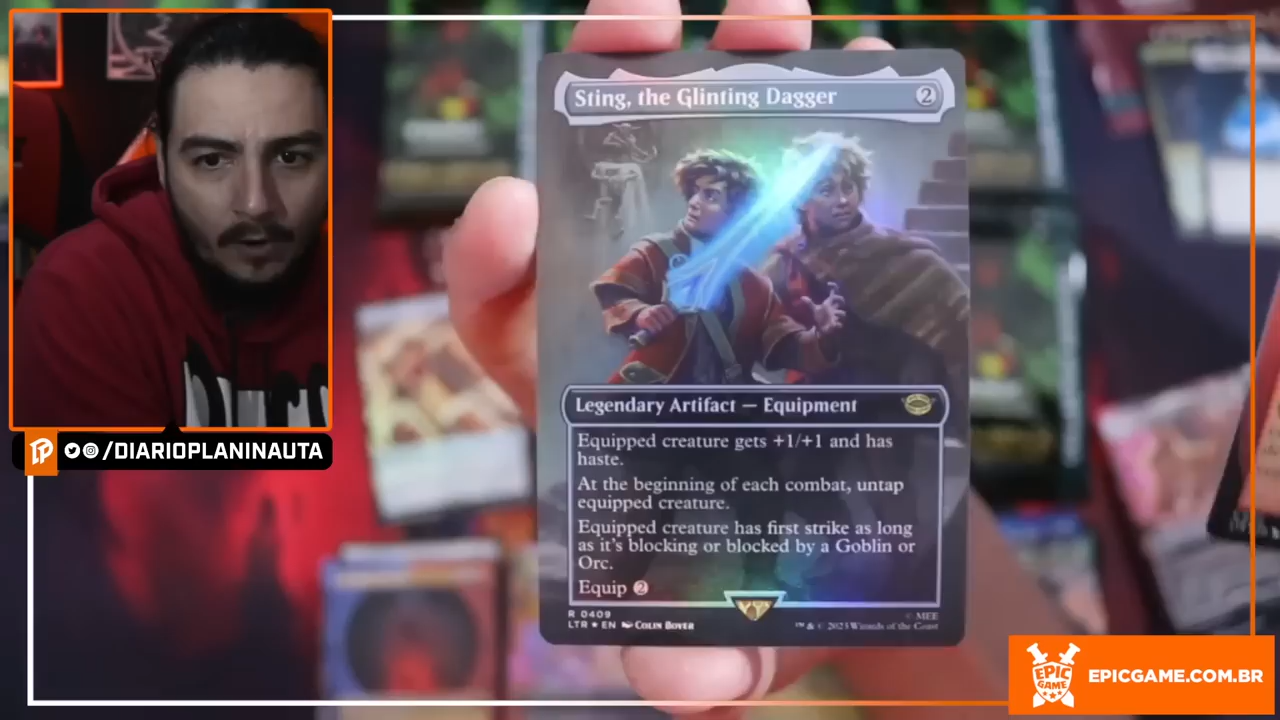 Sting, the Glinting Dagger 2
Legendary Artifact — Equipment
Equipped creature gets +1/+1 and has
haste.
At the beginning of each combat, untap
equipped creature.
Equipped creature has first strike as long
as it's blocking or blocked by a Goblin or
Orc.
Equip 2
R 0409
LTR ★ EN Colin Boyer
© MEE
™ & © 2023 Wizards of the Coast
/DIARIOPLANINAUTA
EPIC
GAME
EPICGAME.COM.BR